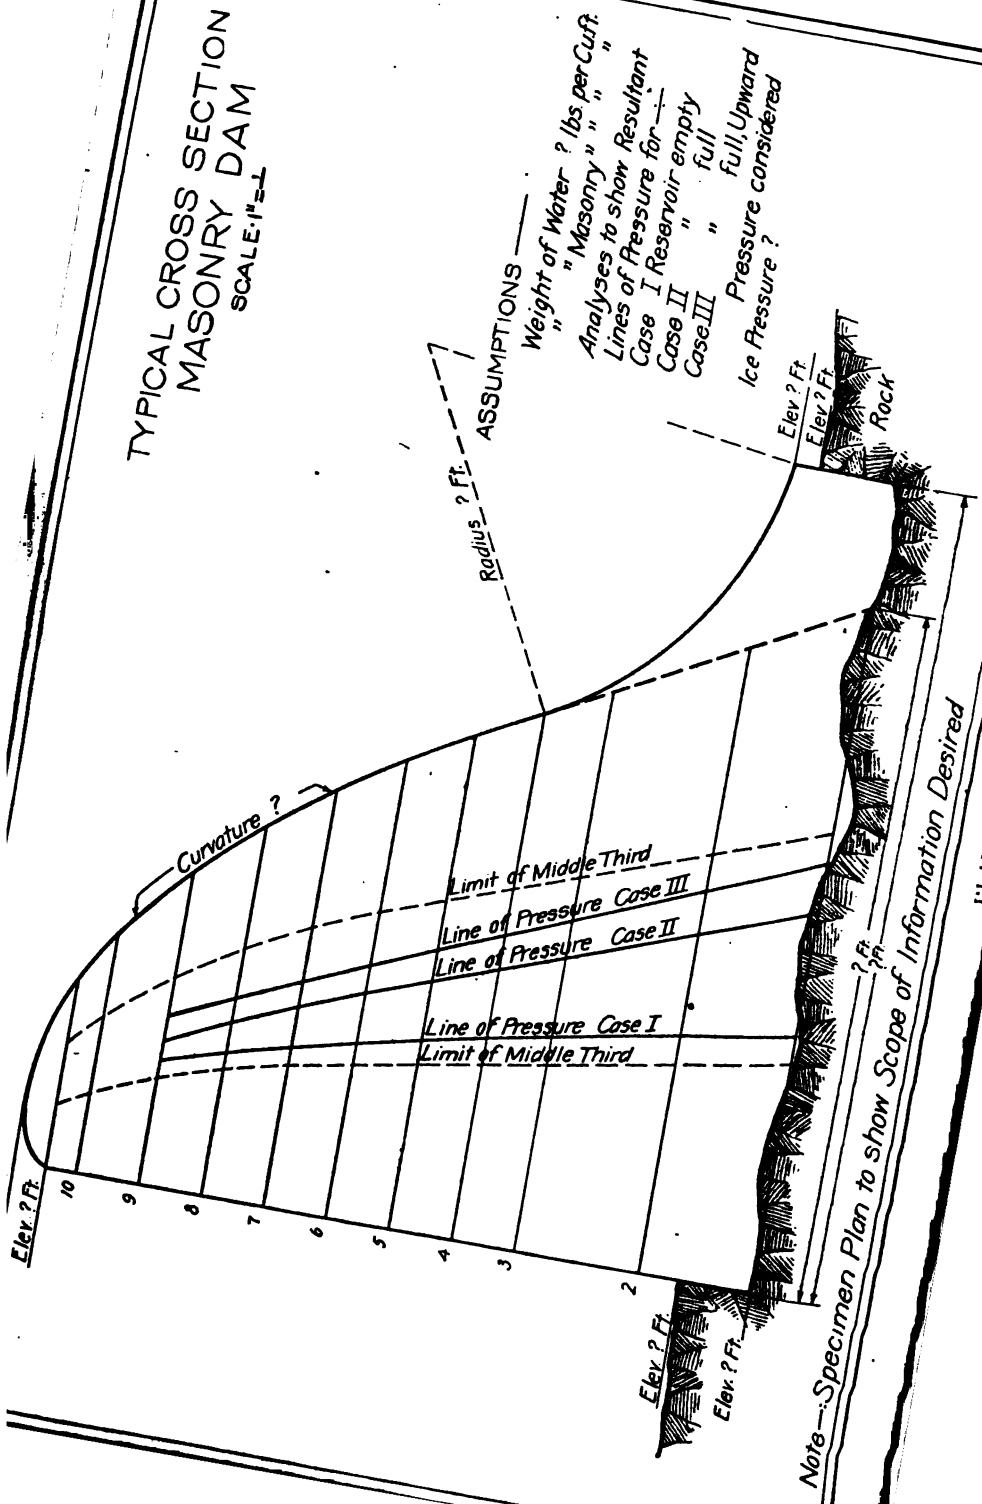 TYPICAL CROSS SECTION
MASONRY DAM
SCALE·1"=1
ASSUMPTIONS —
Weight of Water ? lbs. per Cu.ft.
" " Masonry " " " "
Analyses to show Resultant
Lines of Pressure for —:—
Case I Reservoir empty
Case II " full
Case III " full, Upward
Pressure considered
Ice Pressure ?
Radius ? Ft.
Curvature ?
Elev. ? Ft.
10
9
8
7
6
5
4
3
2
Limit of Middle Third
Line of Pressure Case III
Line of Pressure Case II
Line of Pressure Case I
Limit of Middle Third
Elev ? Ft.
Elev ? Ft.
Rock
Elev ? Ft.
Elev. ? Ft.
? Ft.
? Ft.
Note —:Specimen Plan to show Scope of Information Desired